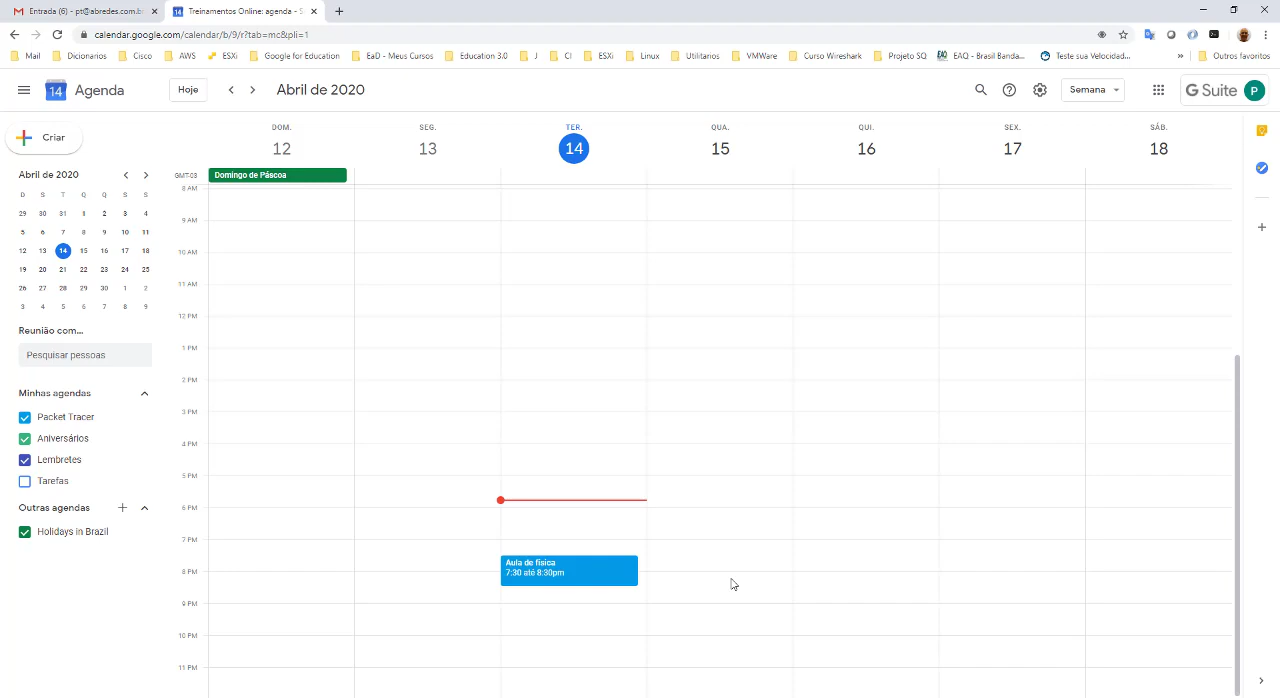 Entrada (6) - pt@abredes.com.b
Treinamentos Online: agenda - S
calendar.google.com/calendar/b/9/r?tab=mc&pli=1
Mail Dicionarios Cisco AWS ESXi Google for Education EaD - Meus Cursos Education 3.0 J CI ESXi Linux Utilitarios VMWare Curso Wireshark Projeto SQ EAQ - Brasil Banda... Teste sua Velocidad... » Outros favoritos
14 Agenda Hoje Abril de 2020 Semana G Suite P
Criar
DOM. SEG. TER. QUA. QUI. SEX. SÁB.
12 13 14 15 16 17 18
Abril de 2020
GMT-03 Domingo de Páscoa
D S T Q Q S S
29 30 31 1 2 3 4
5 6 7 8 9 10 11
12 13 14 15 16 17 18
19 20 21 22 23 24 25
26 27 28 29 30 1 2
3 4 5 6 7 8 9
Reunião com...
Pesquisar pessoas
Minhas agendas
Packet Tracer
Aniversários
Lembretes
Tarefas
Outras agendas
Holidays in Brazil
8 AM
9 AM
10 AM
11 AM
12 PM
1 PM
2 PM
3 PM
4 PM
5 PM
6 PM
7 PM
8 PM
9 PM
10 PM
11 PM
Aula de física
7:30 até 8:30pm